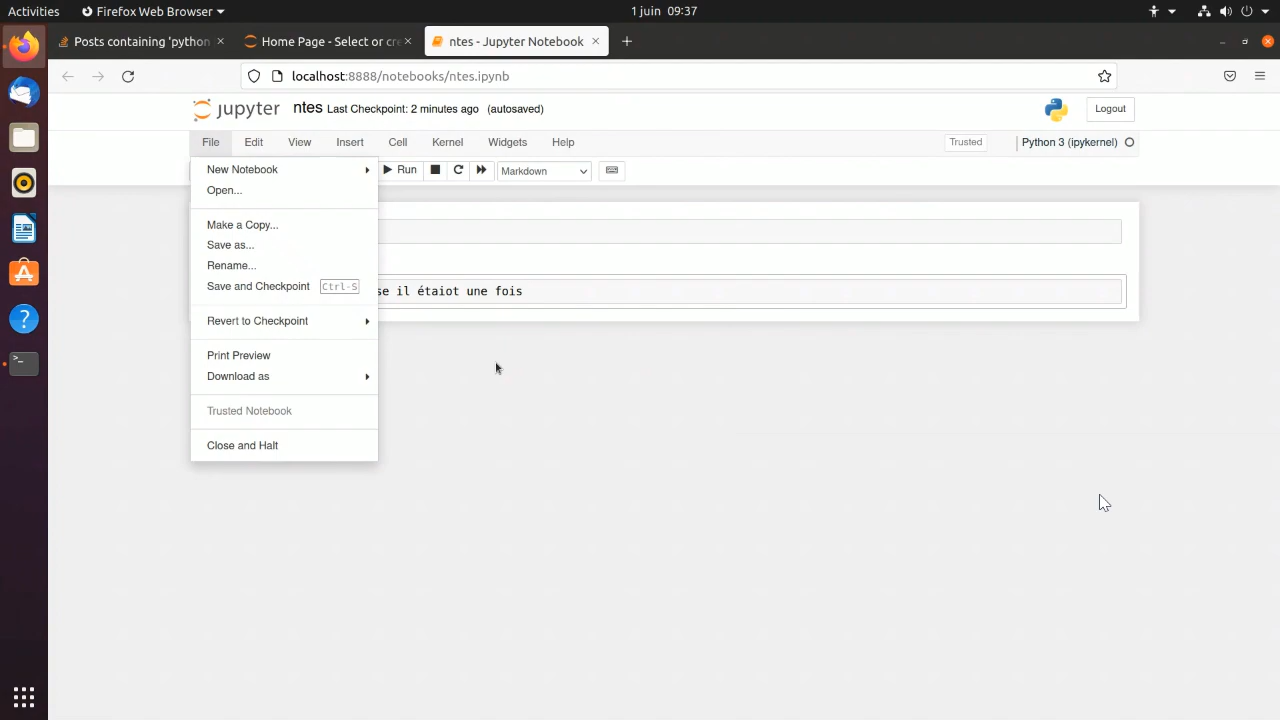 Activities Firefox Web Browser 1 juin 09:37
Posts containing 'python Home Page - Select or cre ntes - Jupyter Notebook
localhost:8888/notebooks/ntes.ipynb
jupyter ntes Last Checkpoint: 2 minutes ago (autosaved) Logout
File Edit View Insert Cell Kernel Widgets Help Trusted Python 3 (ipykernel)
New Notebook Run Markdown
Open...
Make a Copy...
Save as...
Rename...
Save and Checkpoint Ctrl-S
se il étaiot une fois
Revert to Checkpoint
Print Preview
Download as
Trusted Notebook
Close and Halt